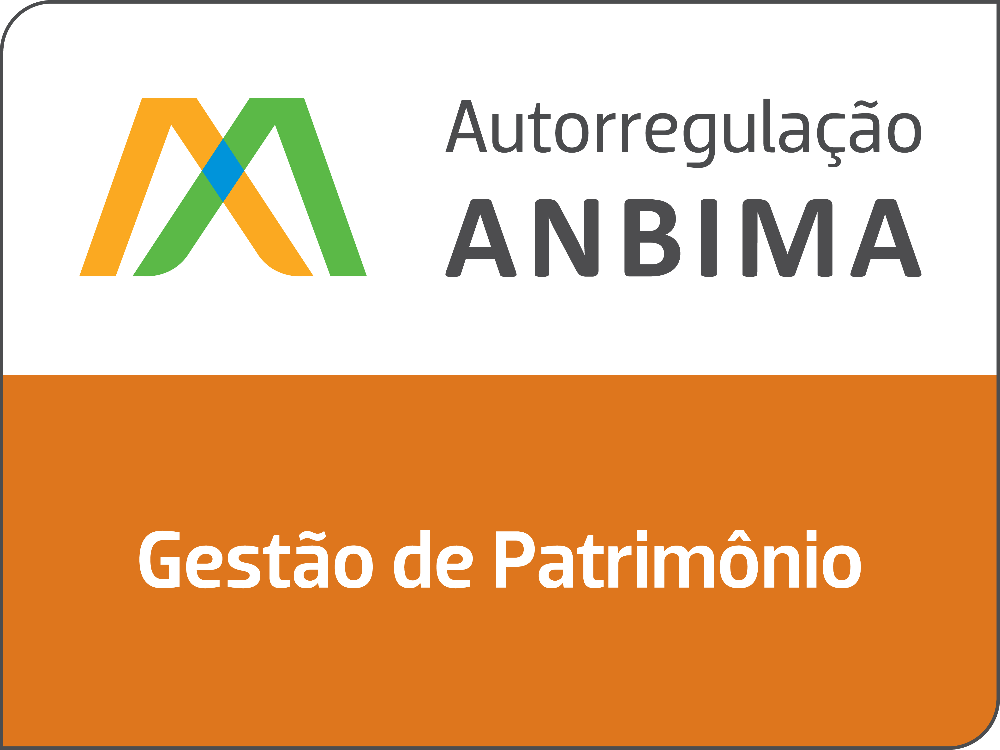 Autorregulação
ANBIMA
Gestão de Patrimônio